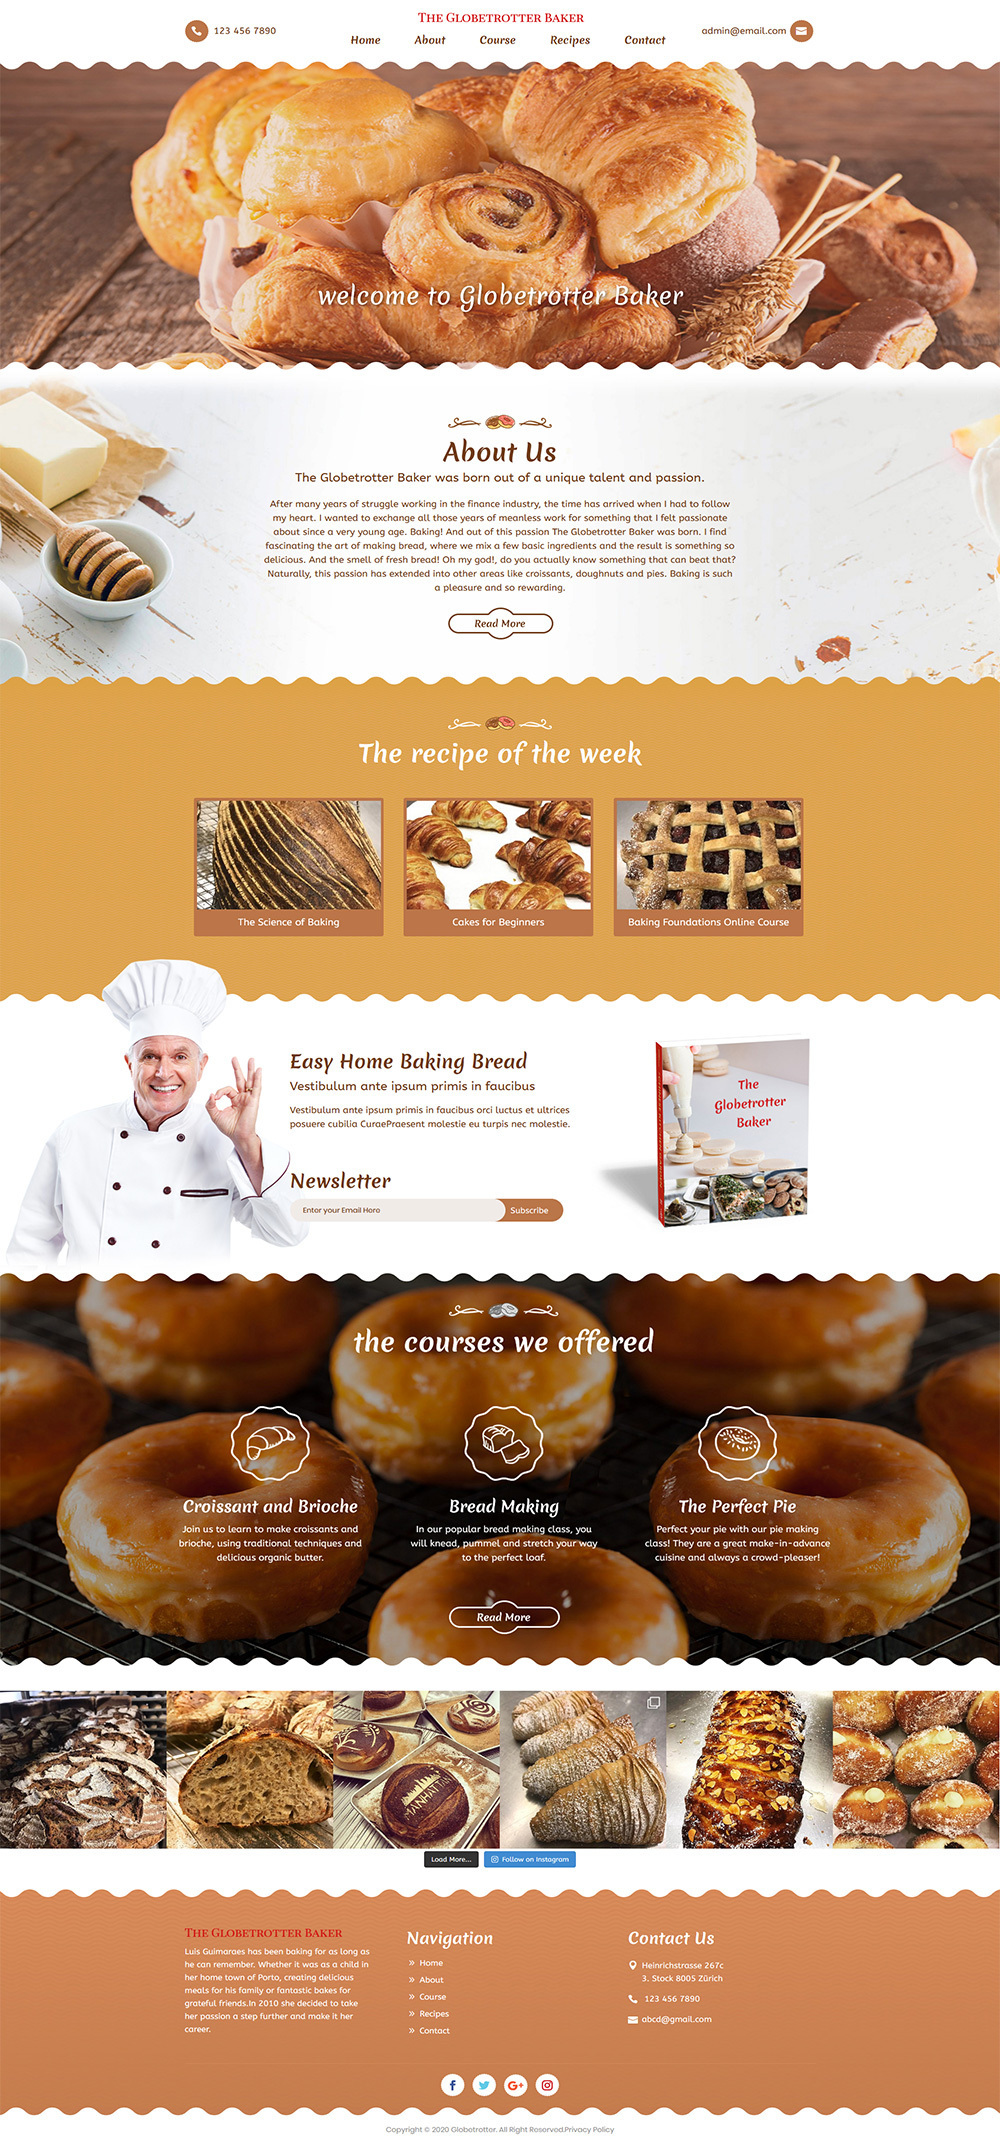 The Globetrotter Baker
123 456 7890
Home About Course Recipes Contact
admin@email.com
welcome to Globetrotter Baker
About Us
The Globetrotter Baker was born out of a unique talent and passion.
After many years of struggle working in the finance industry, the time has arrived when I had to follow
my heart. I wanted to exchange all those years of meanless work for something that I felt passionate
about since a very young age. Baking! And out of this passion The Globetrotter Baker was born. I find
fascinating the art of making bread, where we mix a few basic ingredients and the result is something so
delicious. And the smell of fresh bread! Oh my god!, do you actually know something that can beat that?
Naturally, this passion has extended into other areas like croissants, doughnuts and pies. Baking is such
a pleasure and so rewarding.
Read More
The recipe of the week
The Science of Baking
Cakes for Beginners
Baking Foundations Online Course
Easy Home Baking Bread
Vestibulum ante ipsum primis in faucibus
Vestibulum ante ipsum primis in faucibus orci luctus et ultrices
posuere cubilia CuraePraesent molestie eu turpis nec molestie.
Newsletter
Enter your Email Hero
Subscribe
The
Globetrotter
Baker
the courses we offered
Croissant and Brioche
Join us to learn to make croissants and
brioche, using traditional techniques and
delicious organic butter.
Bread Making
In our popular bread making class, you
will knead, pummel and stretch your way
to the perfect loaf.
The Perfect Pie
Perfect your pie with our pie making
class! They are a great make-in-advance
cuisine and always a crowd-pleaser!
Read More
MANHATTAN
Load More...
Follow on Instagram
The Globetrotter Baker
Luis Guimaraes has been baking for as long as
he can remember. Whether it was as a child in
her home town of Porto, creating delicious
meals for his family or fantastic bakes for
grateful friends.In 2010 she decided to take
her passion a step further and make it her
career.
Navigation
» Home
» About
» Course
» Recipes
» Contact
Contact Us
Heinrichstrasse 267c
3. Stock 8005 Zürich
123 456 7890
abcd@gmail.com
Copyright © 2020 Globetrotter. All Right Reserved.Privacy Policy